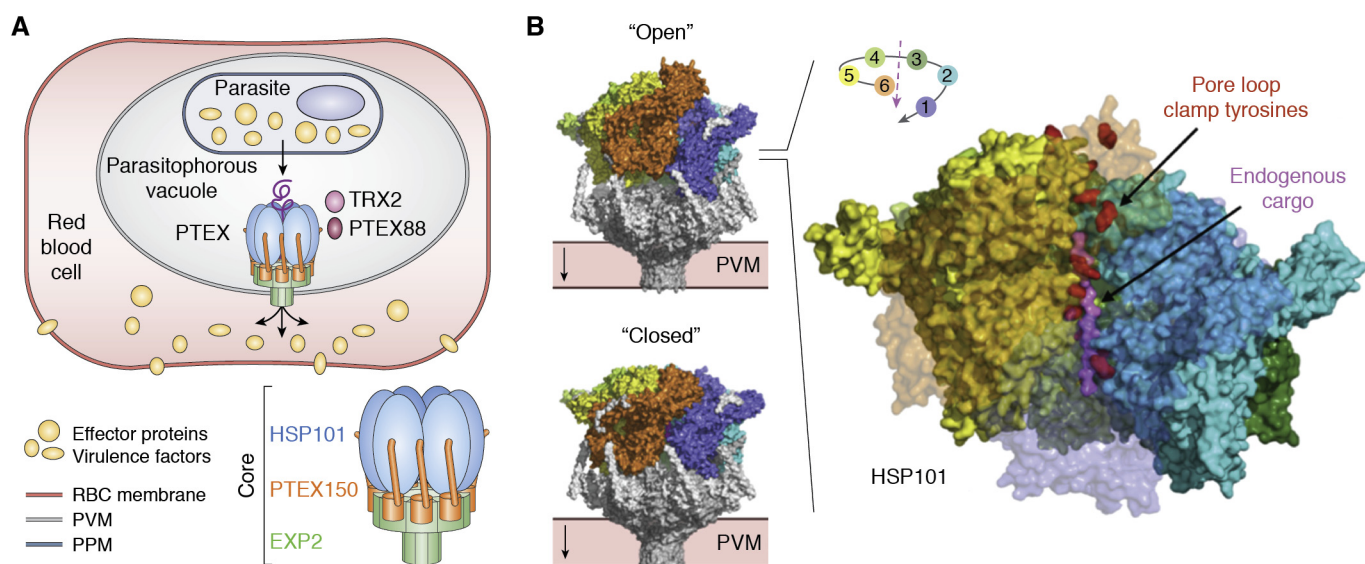 A
Parasite
Parasitophorous
vacuole
TRX2
PTEX88
PTEX
Red
blood
cell
Effector proteins
Virulence factors
RBC membrane
PVM
PPM
Core
HSP101
PTEX150
EXP2
B
“Open”
PVM
“Closed”
PVM
4
3
5
2
6
1
Pore loop
clamp tyrosines
Endogenous
cargo
HSP101